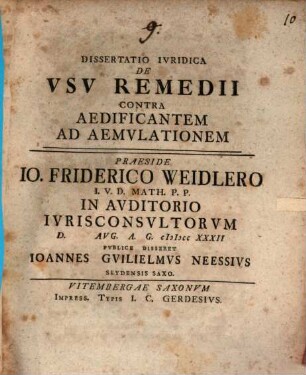 9.
10
DISSERTATIO IVRIDICA
DE
VSV REMEDII
CONTRA
AEDIFICANTEM
AD AEMVLATIONEM
PRAESIDE
IO. FRIDERICO WEIDLERO
I. V. D. MATH. P. P.
IN AVDITORIO
IVRISCONSVLTORVM
D. AVG. A. G. cIɔIɔcc XXXII
PVBLICE DISSERET
IOANNES GVILIELMVS NEESSIVS
SEYDENSIS SAXO.
VITEMBERGAE SAXONVM
IMPRESS. TYPIS I. C. GERDESIVS.